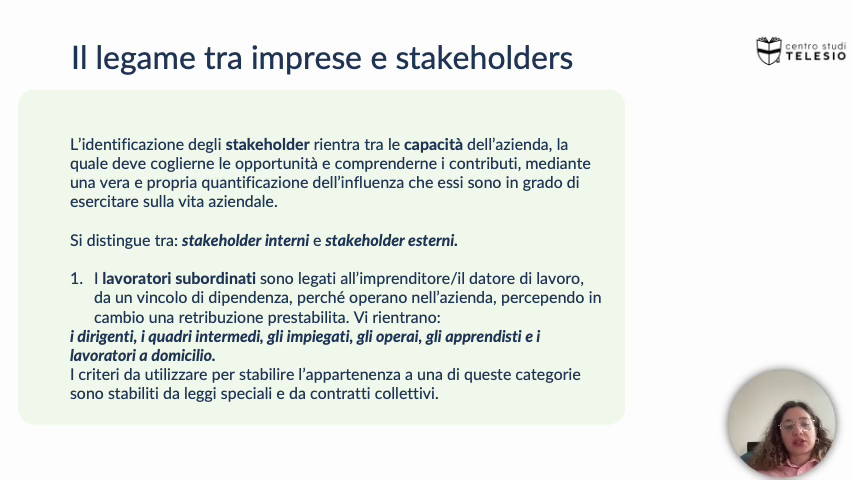 Il legame tra imprese e stakeholders
centro studi
TELESIO
L'identificazione degli stakeholder rientra tra le capacità dell'azienda, la
quale deve coglierne le opportunità e comprenderne i contributi, mediante
una vera e propria quantificazione dell'influenza che essi sono in grado di
esercitare sulla vita aziendale.
Si distingue tra: stakeholder interni e stakeholder esterni.
1. I lavoratori subordinati sono legati all'imprenditore/il datore di lavoro,
da un vincolo di dipendenza, perché operano nell'azienda, percependo in
cambio una retribuzione prestabilita. Vi rientrano:
i dirigenti, i quadri intermedi, gli impiegati, gli operai, gli apprendisti e i
lavoratori a domicilio.
I criteri da utilizzare per stabilire l'appartenenza a una di queste categorie
sono stabiliti da leggi speciali e da contratti collettivi.